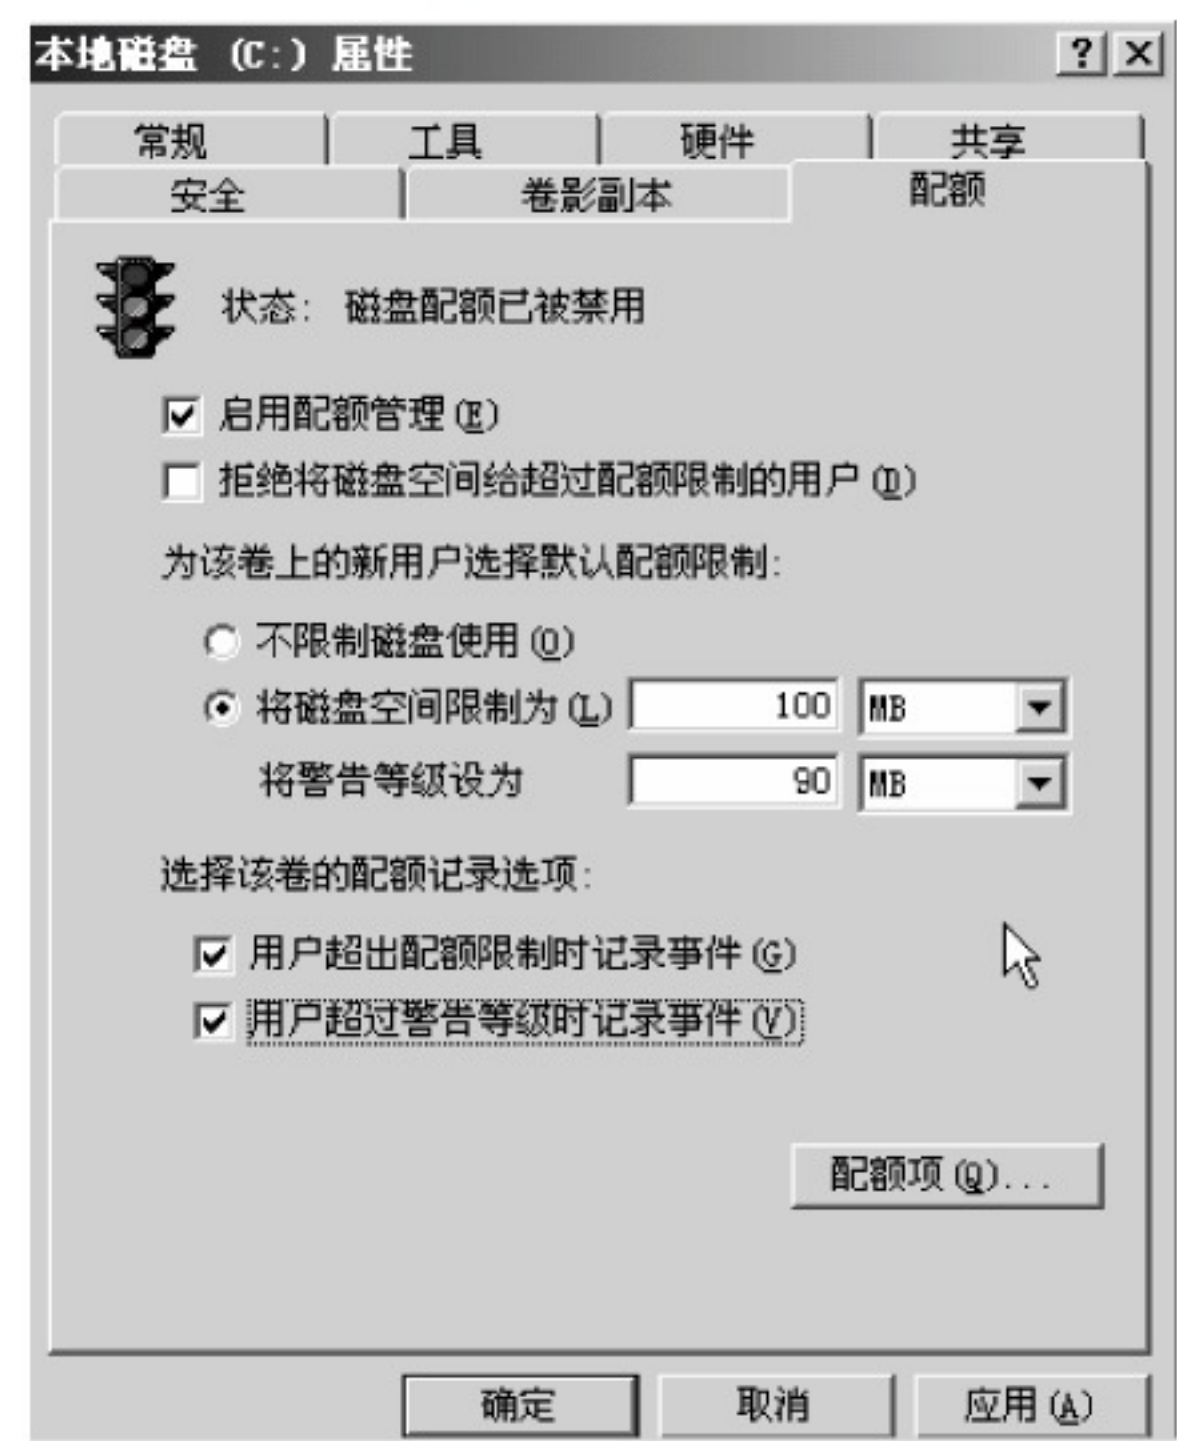 本地磁盘 (C:) 属性
常规 工具 硬件 共享
安全 卷影副本 配额
状态: 磁盘配额已被禁用
启用配额管理(E)
拒绝将磁盘空间给超过配额限制的用户(D)
为该卷上的新用户选择默认配额限制:
不限制磁盘使用(O)
将磁盘空间限制为(L) 100 MB
将警告等级设为 90 MB
选择该卷的配额记录选项:
用户超出配额限制时记录事件(G)
用户超过警告等级时记录事件(V)
配额项(Q)...
确定 取消 应用(A)